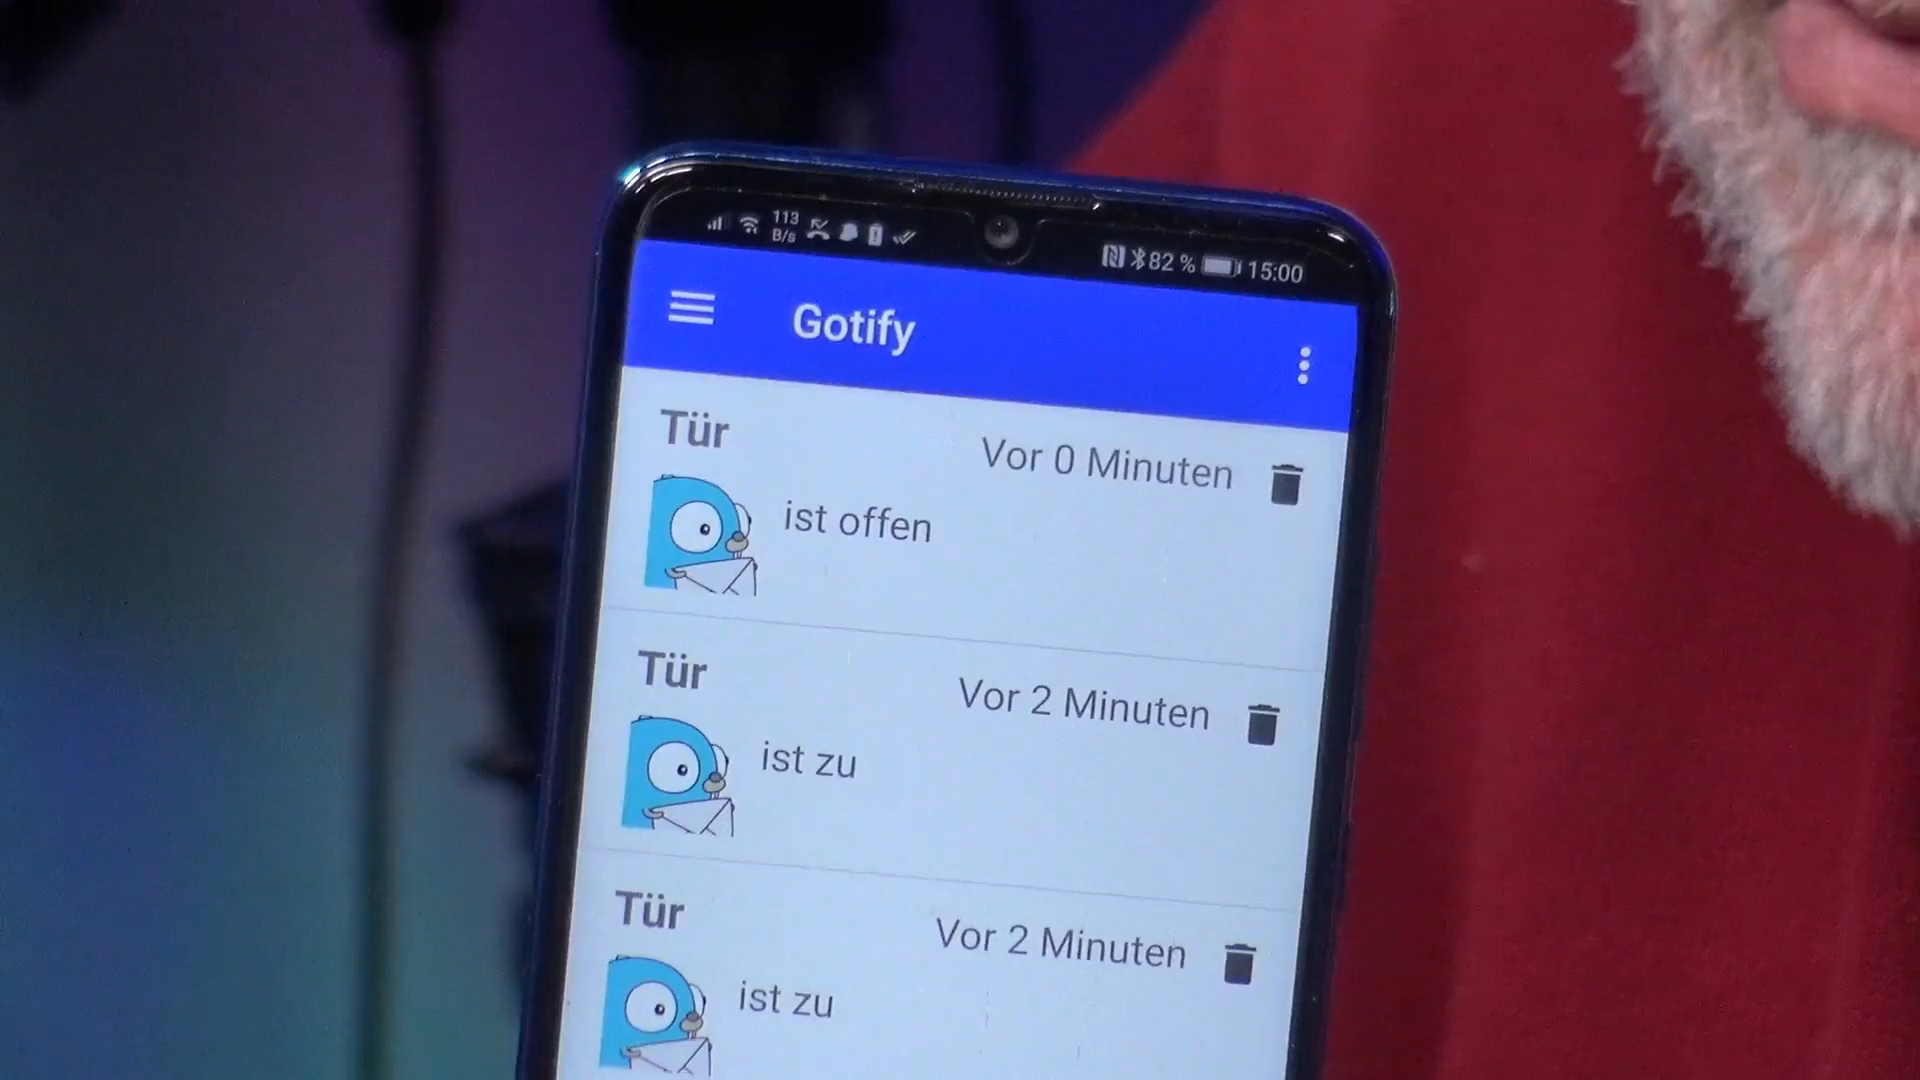 113
B/s
82 %
15:00
Gotify
Tür
Vor 0 Minuten
ist offen
Tür
Vor 2 Minuten
ist zu
Tür
Vor 2 Minuten
ist zu